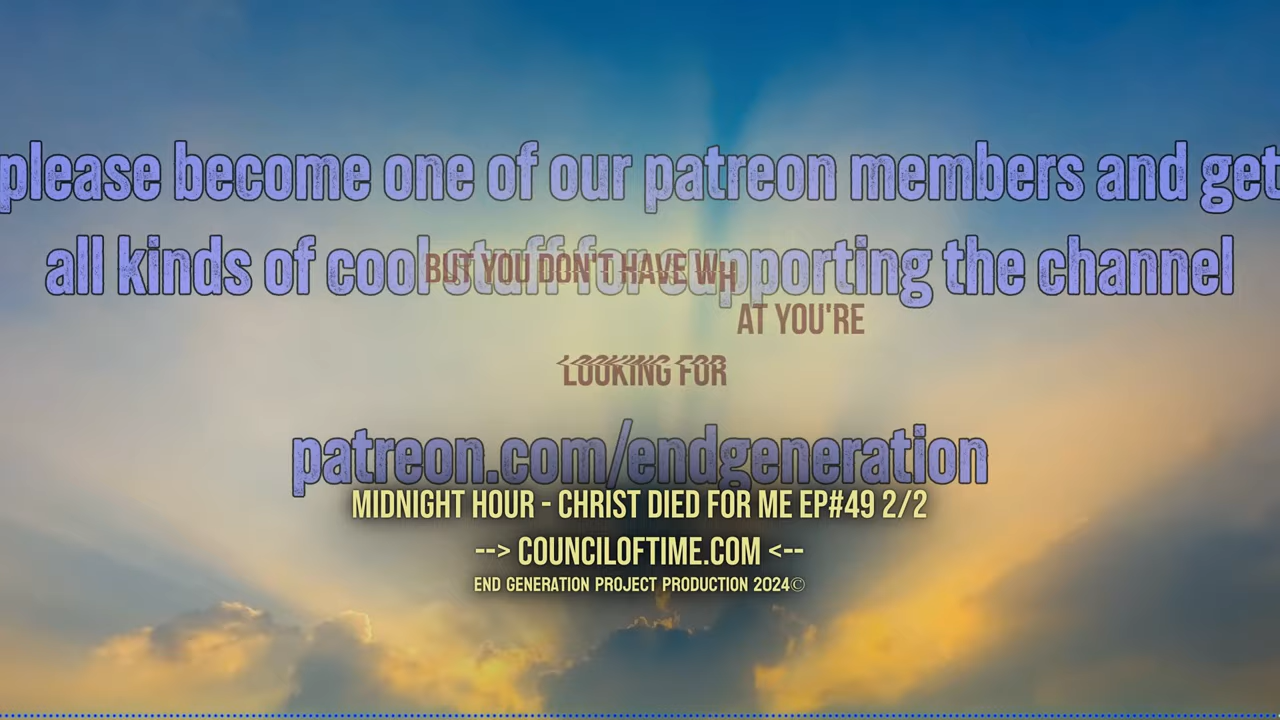 please become one of our patreon members and get
all kinds of cool stuff for supporting the channel
BUT YOU DON'T HAVE WH
AT YOU'RE
LOOKING FOR
patreon.com/endgeneration
MIDNIGHT HOUR - CHRIST DIED FOR ME EP#49 2/2
--> COUNCILOFTIME.COM <--
END GENERATION PROJECT PRODUCTION 2024©